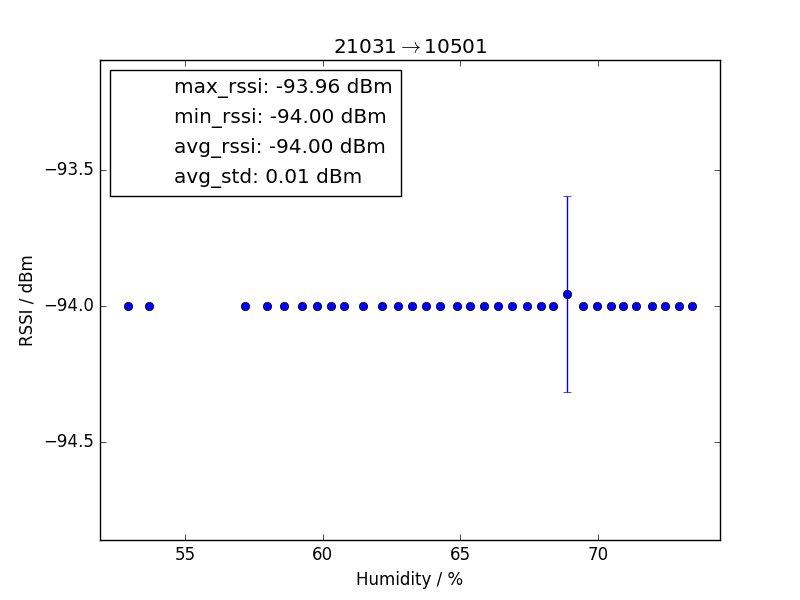 21031→10501
max_rssi: -93.96 dBm
min_rssi: -94.00 dBm
avg_rssi: -94.00 dBm
avg_std: 0.01 dBm
−93.5
−94.0
−94.5
RSSI / dBm
55 60 65 70
Humidity / %